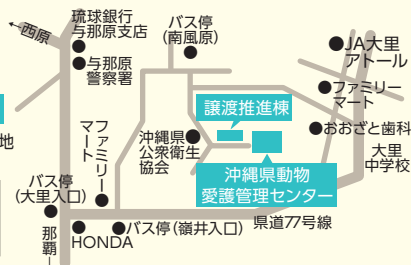 ←西原
琉球銀行
与那原支店
与那原
警察署
バス停
(南風原)
JA大里
アトール
ファミリー
マート
おおざと歯科
大里
中学校
譲渡推進棟
沖縄県動物
愛護管理センター
沖縄県
公衆衛生
協会
ファミリー
マート
地
バス停
(大里入口)
那覇
HONDA
バス停(嶺井入口)
県道77号線